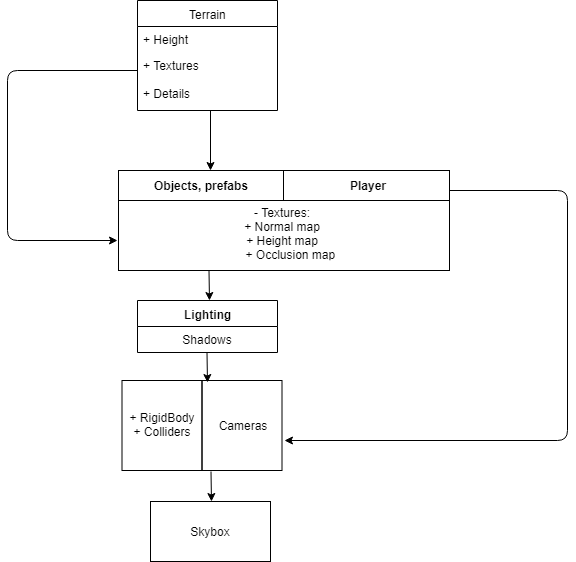 Terrain
+ Height
+ Textures
+ Details
Objects, prefabs
Player
- Textures:
+ Normal map
+ Height map
+ Occlusion map
Lighting
Shadows
+ RigidBody
+ Colliders
Cameras
Skybox